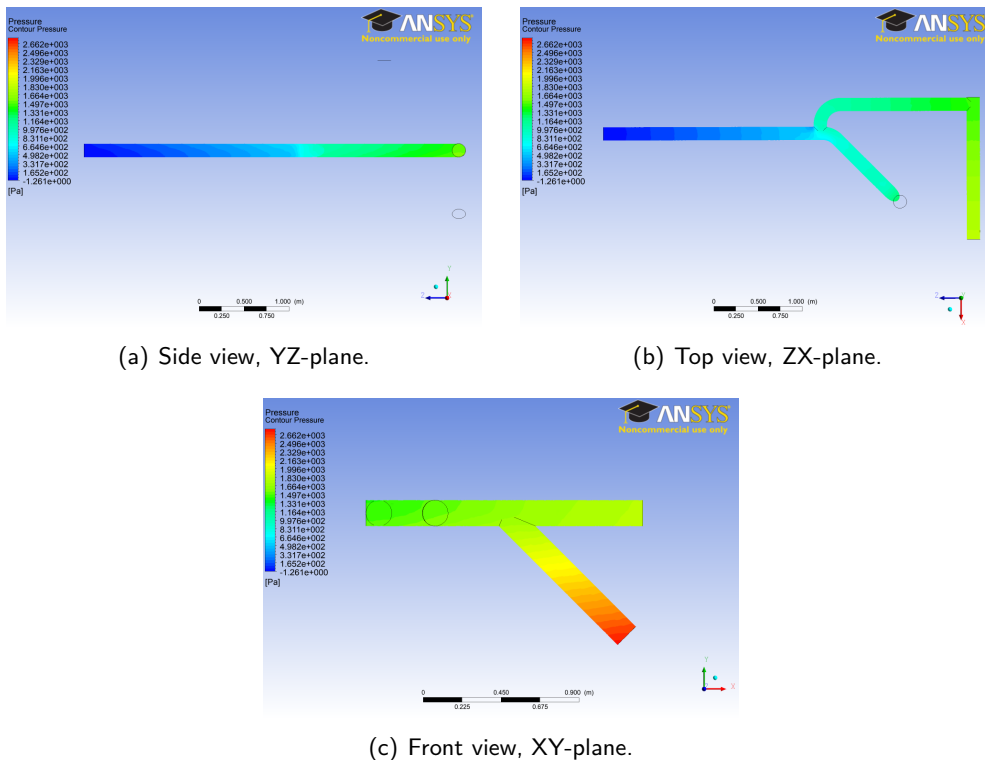 Pressure
Contour Pressure
2.662e+003
2.496e+003
2.329e+003
2.163e+003
1.996e+003
1.830e+003
1.664e+003
1.497e+003
1.331e+003
1.164e+003
9.976e+002
8.311e+002
6.646e+002
4.982e+002
3.317e+002
1.652e+002
-1.261e+000
[Pa]
ANSYS
Noncommercial use only
0 0.500 1.000 (m)
0.250 0.750
Y
Z
(a) Side view, YZ-plane.
Pressure
Contour Pressure
2.662e+003
2.496e+003
2.329e+003
2.163e+003
1.996e+003
1.830e+003
1.664e+003
1.497e+003
1.331e+003
1.164e+003
9.976e+002
8.311e+002
6.646e+002
4.982e+002
3.317e+002
1.652e+002
-1.261e+000
[Pa]
ANSYS
Noncommercial use only
0 0.500 1.000 (m)
0.250 0.750
Z
X
(b) Top view, ZX-plane.
Pressure
Contour Pressure
2.662e+003
2.496e+003
2.329e+003
2.163e+003
1.996e+003
1.830e+003
1.664e+003
1.497e+003
1.331e+003
1.164e+003
9.976e+002
8.311e+002
6.646e+002
4.982e+002
3.317e+002
1.652e+002
-1.261e+000
[Pa]
ANSYS
Noncommercial use only
0 0.450 0.900 (m)
0.225 0.675
Y
X
(c) Front view, XY-plane.